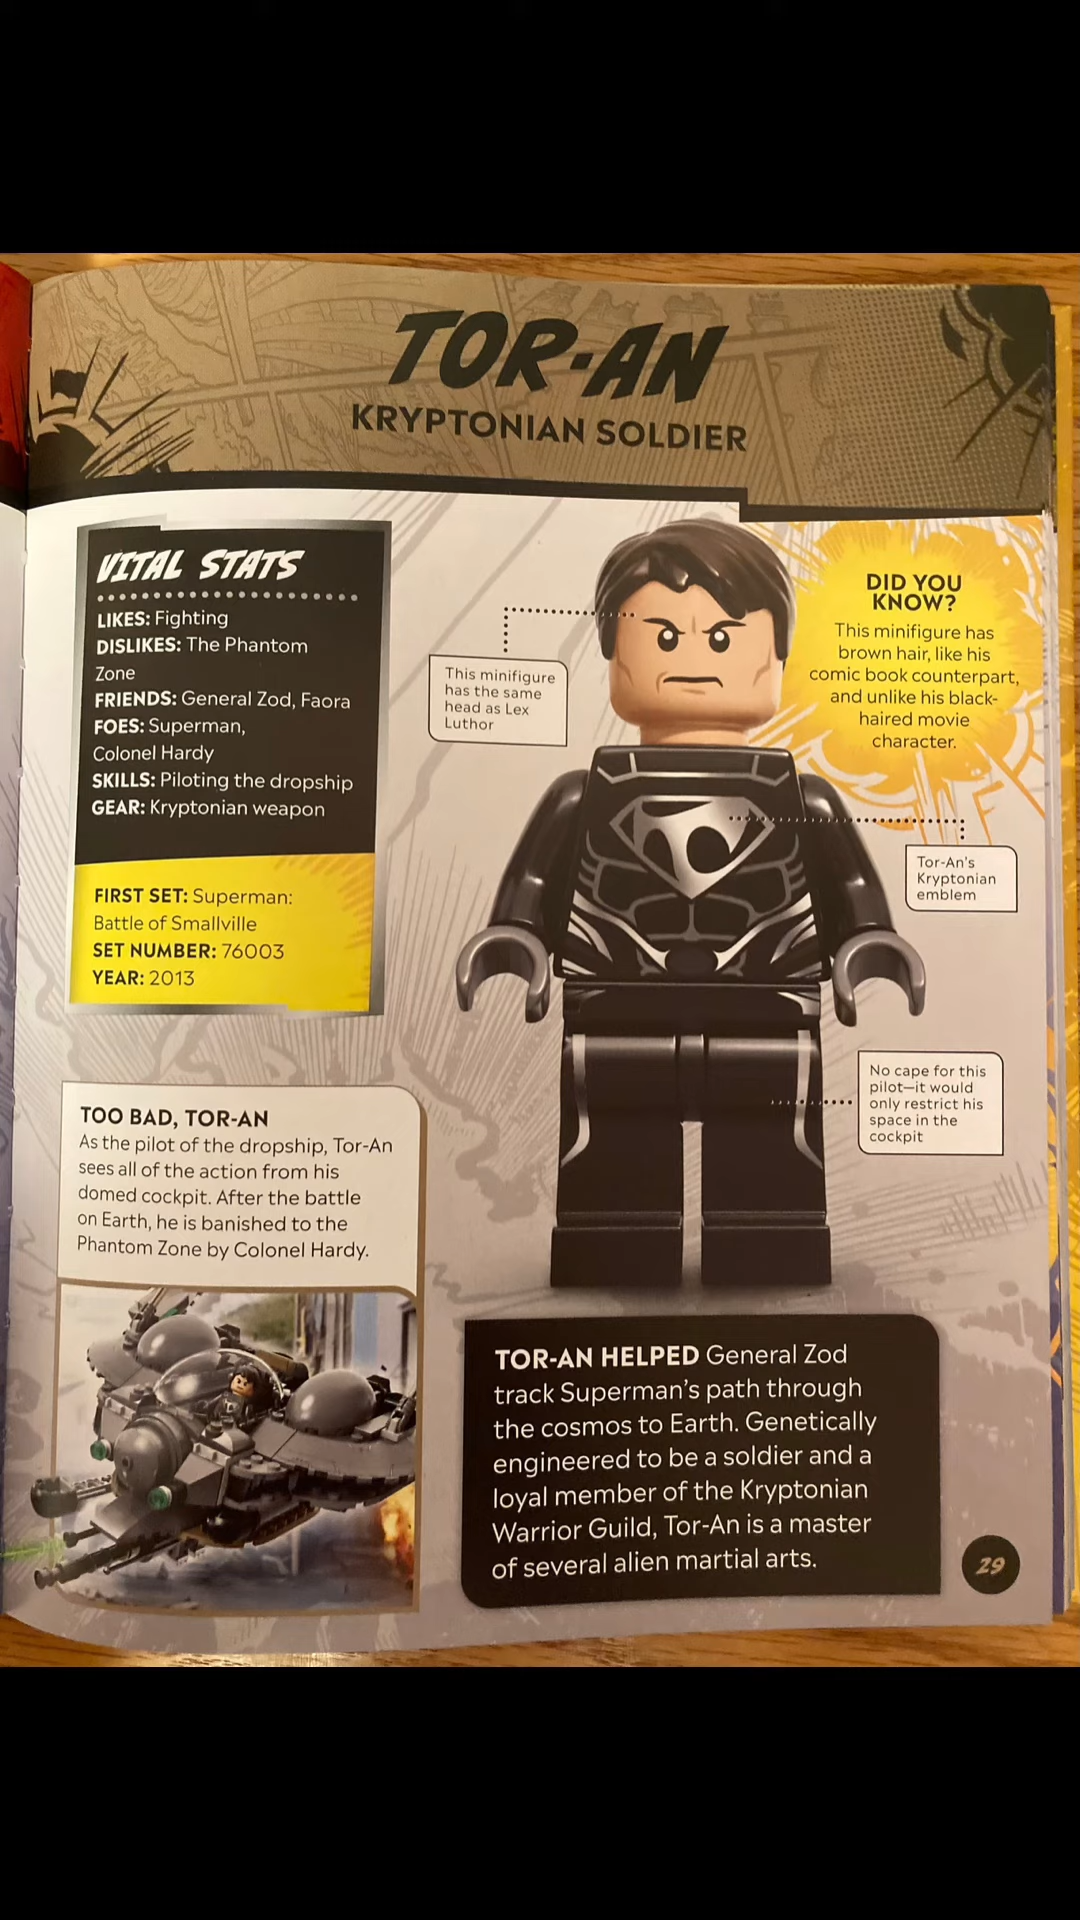 TOR-AN
KRYPTONIAN SOLDIER
VITAL STATS
LIKES: Fighting
DISLIKES: The Phantom
Zone
FRIENDS: General Zod, Faora
FOES: Superman,
Colonel Hardy
SKILLS: Piloting the dropship
GEAR: Kryptonian weapon
FIRST SET: Superman:
Battle of Smallville
SET NUMBER: 76003
YEAR: 2013
This minifigure
has the same
head as Lex
Luthor
DID YOU
KNOW?
This minifigure has
brown hair, like his
comic book counterpart,
and unlike his black-
haired movie
character.
Tor-An's
Kryptonian
emblem
No cape for this
pilot—it would
only restrict his
space in the
cockpit
TOO BAD, TOR-AN
As the pilot of the dropship, Tor-An
sees all of the action from his
domed cockpit. After the battle
on Earth, he is banished to the
Phantom Zone by Colonel Hardy.
TOR-AN HELPED General Zod
track Superman's path through
the cosmos to Earth. Genetically
engineered to be a soldier and a
loyal member of the Kryptonian
Warrior Guild, Tor-An is a master
of several alien martial arts.
29